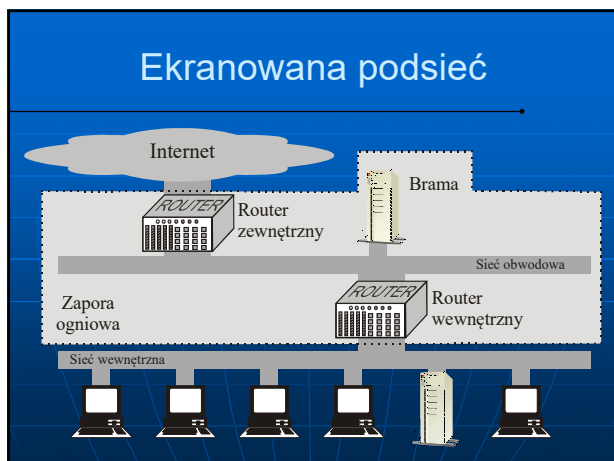 Ekranowana podsieć
Internet
Brama
ROUTER
Router
zewnętrzny
Sieć obwodowa
ROUTER
Router
wewnętrzny
Zapora
ogniowa
Sieć wewnętrzna